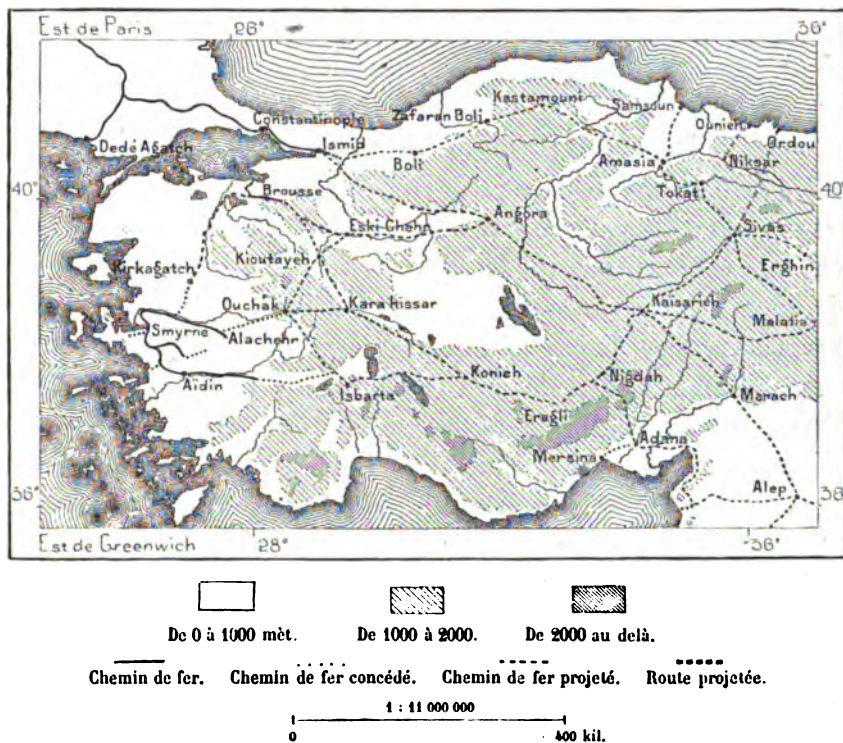 Est de Paris 26° 36°
Kastamouni Samsoun
Zafaran Boli Ounieh
Constantinople Ordou
Dédé Agatch Ismid Boli Amasia Niksar
40° Brousse Tokat 40°
Eski Chehr Angora Sivas
Kioutayeh Erghin
Kirkagatch
Ouchak Kara hissar Kaisarieh
Smyrne Alachehr Malatia
Konieh Nigdah
Aïdin Isbarta Marach
Eragli
Adana
Mersina
36° Alep
Est de Greenwich 28° 36°
De 0 à 1000 mèt. De 1000 à 2000. De 2000 au delà.
Chemin de fer. Chemin de fer concédé. Chemin de fer projeté. Route projetée.
1 : 11 000 000
0 400 kil.